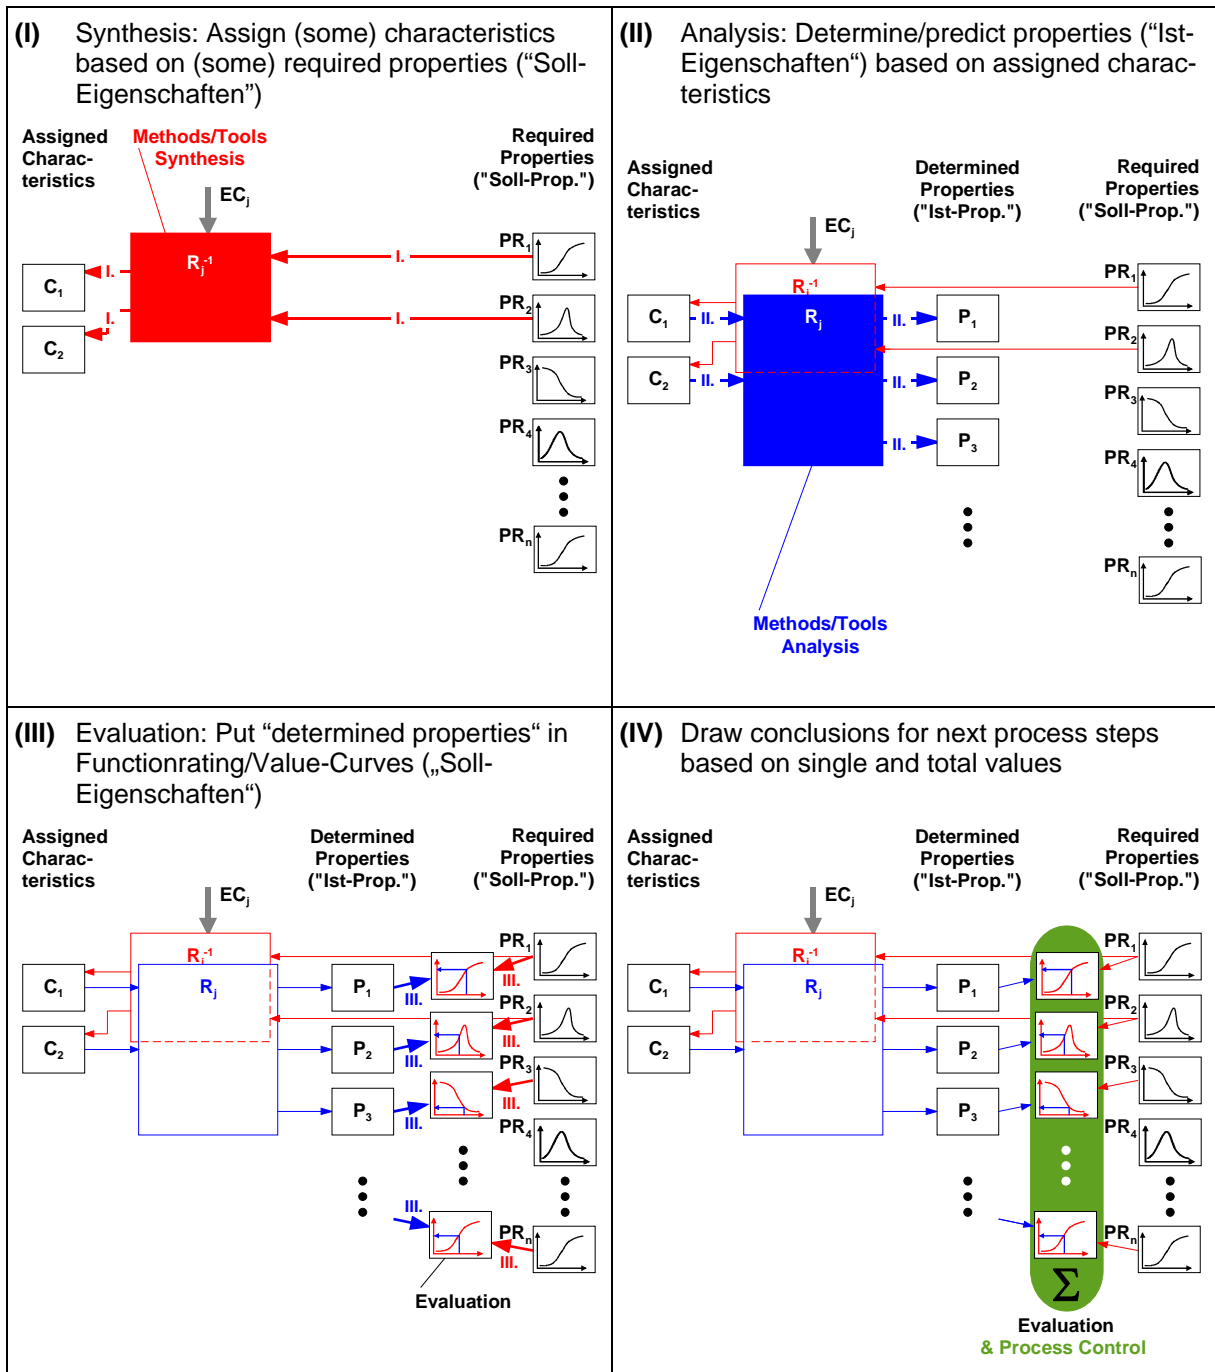 (I) Synthesis: Assign (some) characteristics
based on (some) required properties (“Soll-
Eigenschaften”)
Assigned
Charac-
teristics
Methods/Tools
Synthesis
Required
Properties
("Soll-Prop.")
ECj
Rj-1
PR1
I.
I.
C1
PR2
I.
I.
C2
PR3
PR4
PRn
(II) Analysis: Determine/predict properties (“Ist-
Eigenschaften“) based on assigned charac-
teristics
Assigned
Charac-
teristics
Determined
Properties
("Ist-Prop.")
Required
Properties
("Soll-Prop.")
ECj
Rj-1
PR1
C1
II.
Rj
II.
P1
PR2
C2
II.
II.
P2
PR3
II.
P3
PR4
PRn
Methods/Tools
Analysis
(III) Evaluation: Put “determined properties“ in
Functionrating/Value-Curves („Soll-
Eigenschaften“)
Assigned
Charac-
teristics
Determined
Properties
("Ist-Prop.")
Required
Properties
("Soll-Prop.")
ECj
Rj-1
PR1
C1
Rj
P1
III.
III.
PR2
C2
P2
III.
III.
PR3
P3
III.
III.
PR4
III.
PRn
III.
Evaluation
(IV) Draw conclusions for next process steps
based on single and total values
Assigned
Charac-
teristics
Determined
Properties
("Ist-Prop.")
Required
Properties
("Soll-Prop.")
ECj
Rj-1
PR1
C1
Rj
P1
PR2
C2
P2
PR3
P3
PR4
PRn
Σ
Evaluation
& Process Control